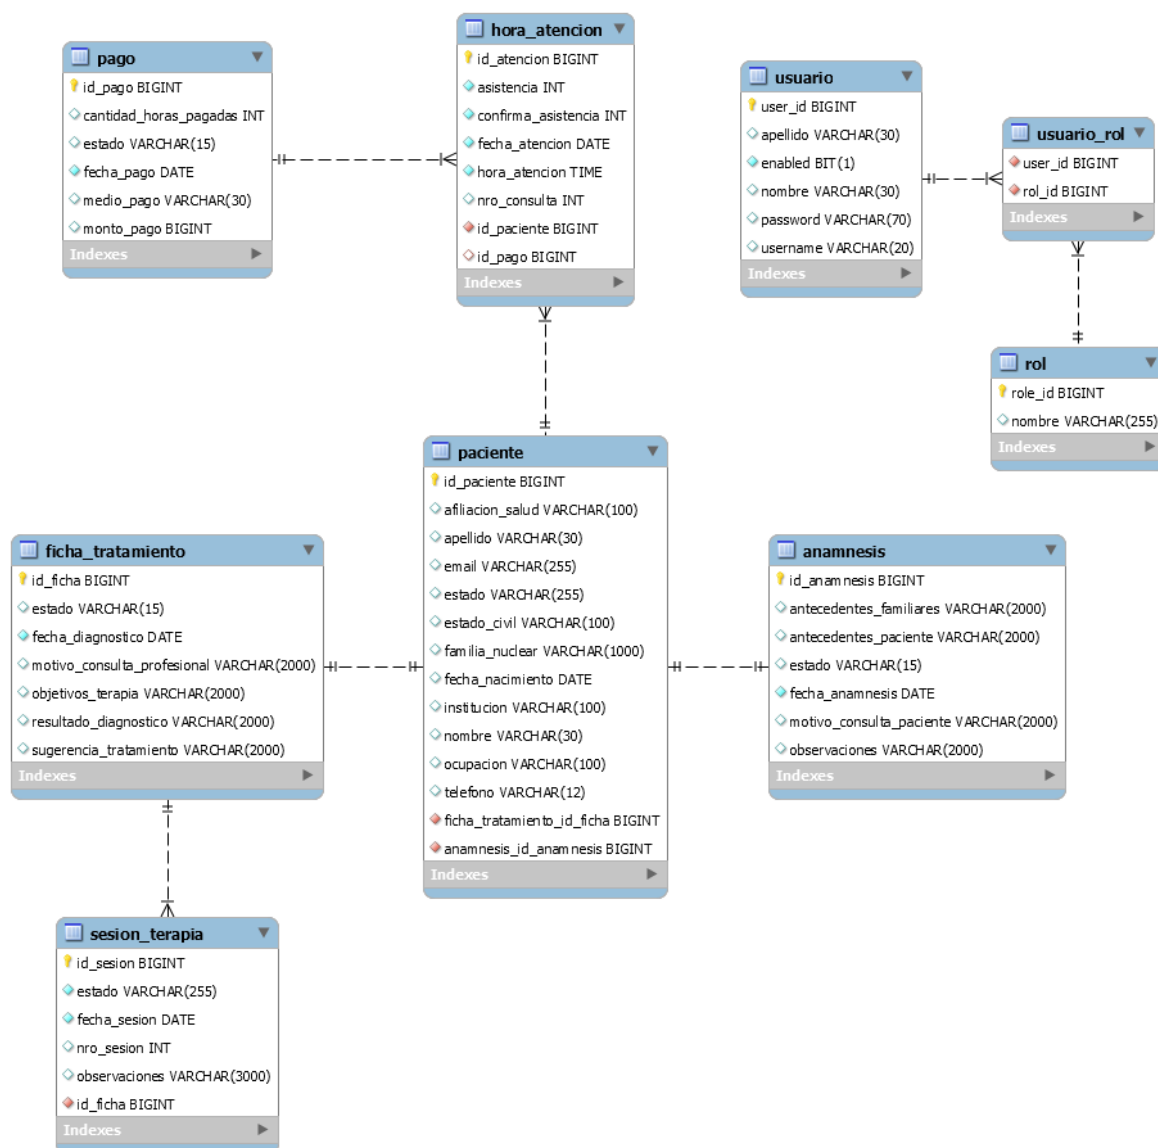 pago
id_pago BIGINT
cantidad_horas_pagadas INT
estado VARCHAR(15)
fecha_pago DATE
medio_pago VARCHAR(30)
monto_pago BIGINT
Indexes
hora_atencion
id_atencion BIGINT
asistencia INT
confirma_asistencia INT
fecha_atencion DATE
hora_atencion TIME
nro_consulta INT
id_paciente BIGINT
id_pago BIGINT
Indexes
usuario
user_id BIGINT
apellido VARCHAR(30)
enabled BIT(1)
nombre VARCHAR(30)
password VARCHAR(70)
username VARCHAR(20)
Indexes
usuario_rol
user_id BIGINT
rol_id BIGINT
Indexes
rol
role_id BIGINT
nombre VARCHAR(255)
Indexes
paciente
id_paciente BIGINT
afiliacion_salud VARCHAR(100)
apellido VARCHAR(30)
email VARCHAR(255)
estado VARCHAR(255)
estado_civil VARCHAR(100)
familia_nuclear VARCHAR(1000)
fecha_nacimiento DATE
institucion VARCHAR(100)
nombre VARCHAR(30)
ocupacion VARCHAR(100)
telefono VARCHAR(12)
ficha_tratamiento_id_ficha BIGINT
anamnesis_id_anamnesis BIGINT
Indexes
ficha_tratamiento
id_ficha BIGINT
estado VARCHAR(15)
fecha_diagnostico DATE
motivo_consulta_profesional VARCHAR(2000)
objetivos_terapia VARCHAR(2000)
resultado_diagnostico VARCHAR(2000)
sugerencia_tratamiento VARCHAR(2000)
Indexes
anamnesis
id_anamnesis BIGINT
antecedentes_familiares VARCHAR(2000)
antecedentes_paciente VARCHAR(2000)
estado VARCHAR(15)
fecha_anamnesis DATE
motivo_consulta_paciente VARCHAR(2000)
observaciones VARCHAR(2000)
Indexes
sesion_terapia
id_sesion BIGINT
estado VARCHAR(255)
fecha_sesion DATE
nro_sesion INT
observaciones VARCHAR(3000)
id_ficha BIGINT
Indexes